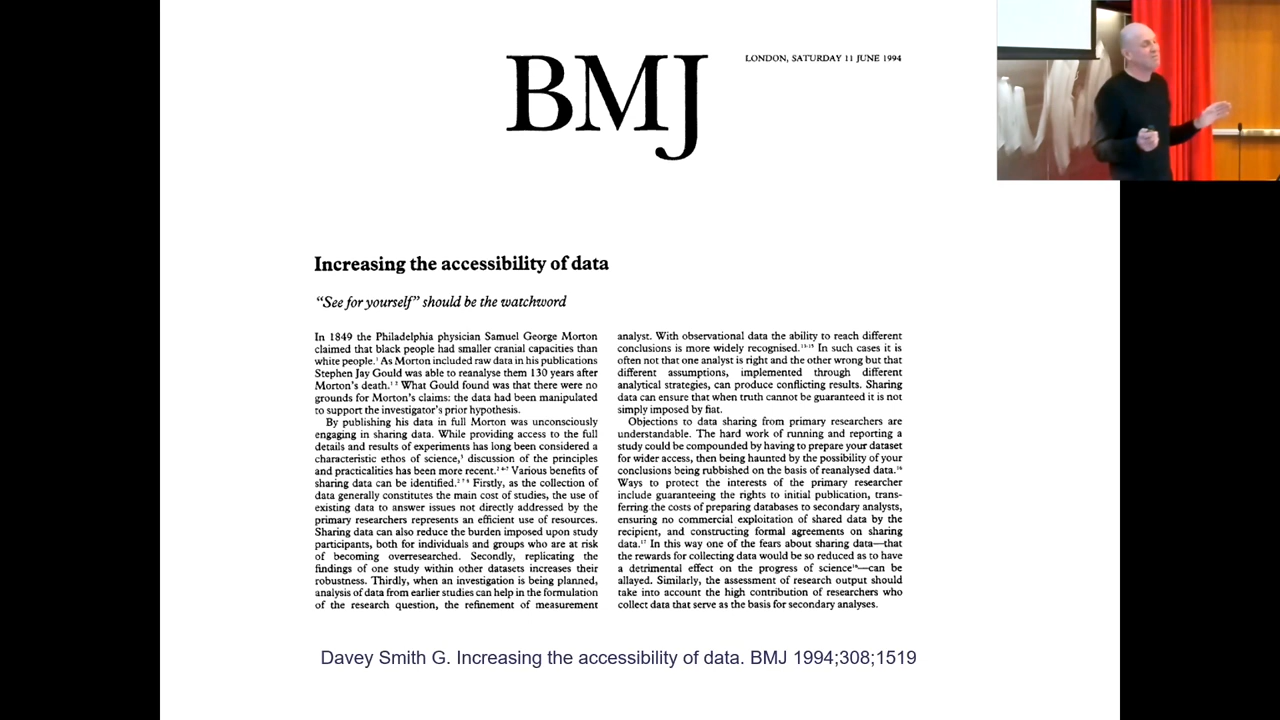 BMJ
LONDON, SATURDAY 11 JUNE 1994
Increasing the accessibility of data
“See for yourself” should be the watchword
In 1849 the Philadelphia physician Samuel George Morton
claimed that black people had smaller cranial capacities than
white people.¹ As Morton included raw data in his publications
Stephen Jay Gould was able to reanalyse them 130 years after
Morton's death.¹ ² What Gould found was that there were no
grounds for Morton's claims: the data had been manipulated
to support the investigator's prior hypothesis.
By publishing his data in full Morton was unconsciously
engaging in sharing data. While providing access to the full
details and results of experiments has long been considered a
characteristic ethos of science, discussion of the principles
and practicalities has been more recent. Various benefits of
sharing data can be identified. Firstly, as the collection of
data generally constitutes the main cost of studies, the use of
existing data to answer issues not directly addressed by the
primary researchers represents an efficient use of resources.
Sharing data can also reduce the burden imposed upon study
participants, both for individuals and groups who are at risk
of becoming overresearched. Secondly, replicating the
findings of one study within other datasets increases their
robustness. Thirdly, when an investigation is being planned,
analysis of data from earlier studies can help in the formulation
of the research question, the refinement of measurement
analyst. With observational data the ability to reach different
conclusions is more widely recognised. In such cases it is
often not that one analyst is right and the other wrong but that
different assumptions, implemented through different
analytical strategies, can produce conflicting results. Sharing
data can ensure that when truth cannot be guaranteed it is not
simply imposed by fiat.
Objections to data sharing from primary researchers are
understandable. The hard work of running and reporting a
study could be compounded by having to prepare your dataset
for wider access, then being haunted by the possibility of your
conclusions being rubbished on the basis of reanalysed data.¹⁶
Ways to protect the interests of the primary researcher
include guaranteeing the rights to initial publication, trans-
ferring the costs of preparing databases to secondary analysts,
ensuring no commercial exploitation of shared data by the
recipient, and constructing formal agreements on sharing
data.¹⁷ In this way one of the fears about sharing data—that
the rewards for collecting data would be so reduced as to have
a detrimental effect on the progress of science—can be
allayed. Similarly, the assessment of research output should
take into account the high contribution of researchers who
collect data that serve as the basis for secondary analyses.
Davey Smith G. Increasing the accessibility of data. BMJ 1994;308;1519